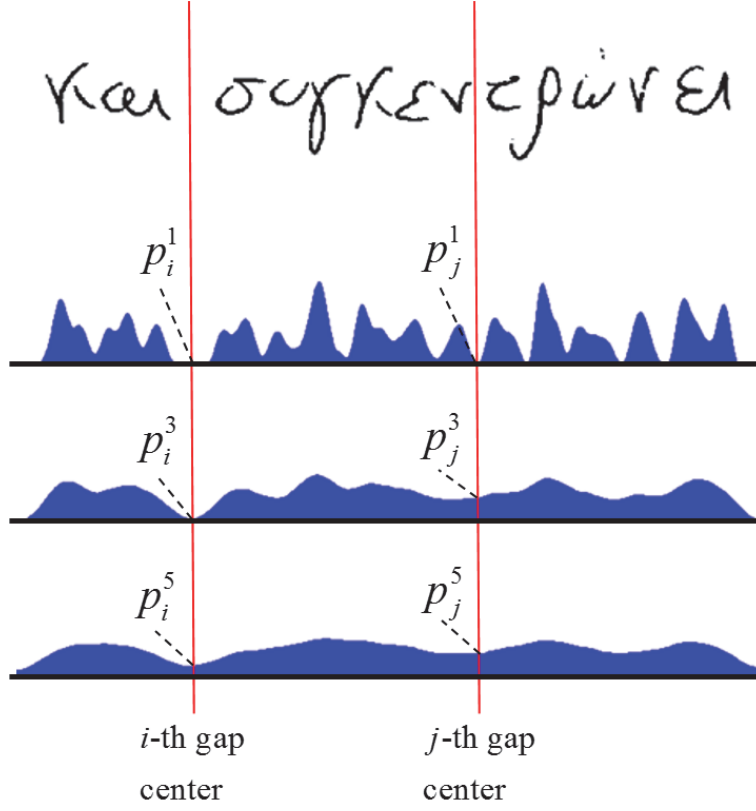 και συγκεντρώνει
p_i^1 p_j^1
p_i^3 p_j^3
p_i^5 p_j^5
i-th gap center
j-th gap center